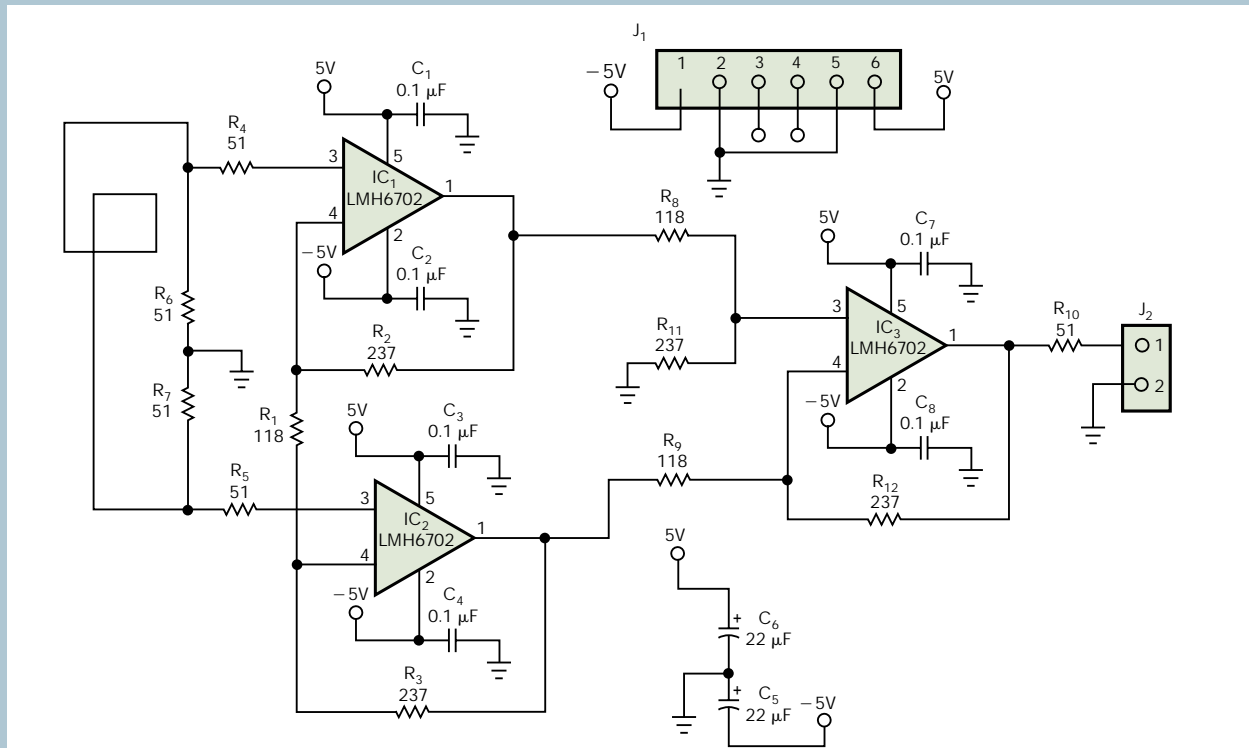 J1
−5V
1 2 3 4 5 6
5V
5V
C1
0.1 µF
R4
51
3
5
IC1
LMH6702
1
4
2
−5V
C2
0.1 µF
R6
51
R2
237
R7
51
R1
118
R8
118
R11
237
5V
C7
0.1 µF
3
5
IC3
LMH6702
1
4
2
−5V
C8
0.1 µF
R10
51
J2
1
2
5V
C3
0.1 µF
R5
51
3
5
IC2
LMH6702
1
4
2
−5V
C4
0.1 µF
R3
237
R9
118
R12
237
5V
+
C6
22 µF
+
C5
22 µF
−5V